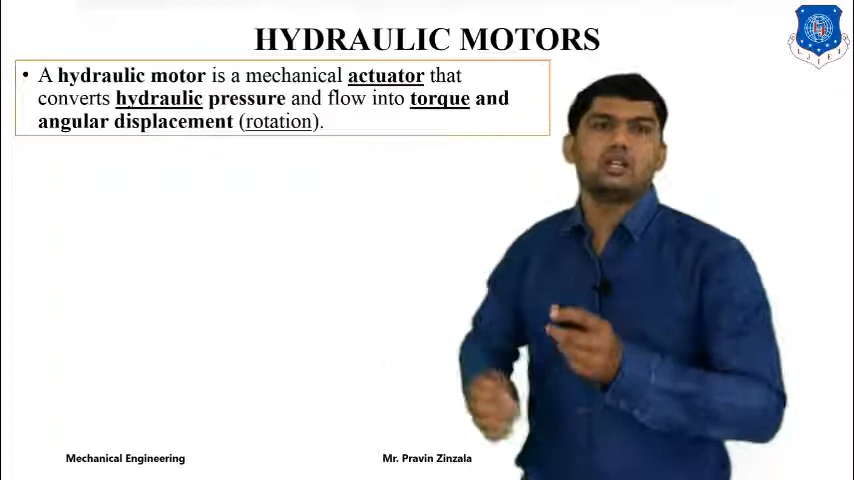 HYDRAULIC MOTORS
• A hydraulic motor is a mechanical actuator that
converts hydraulic pressure and flow into torque and
angular displacement (rotation).
L J I E T
Mechanical Engineering
Mr. Pravin Zinzala